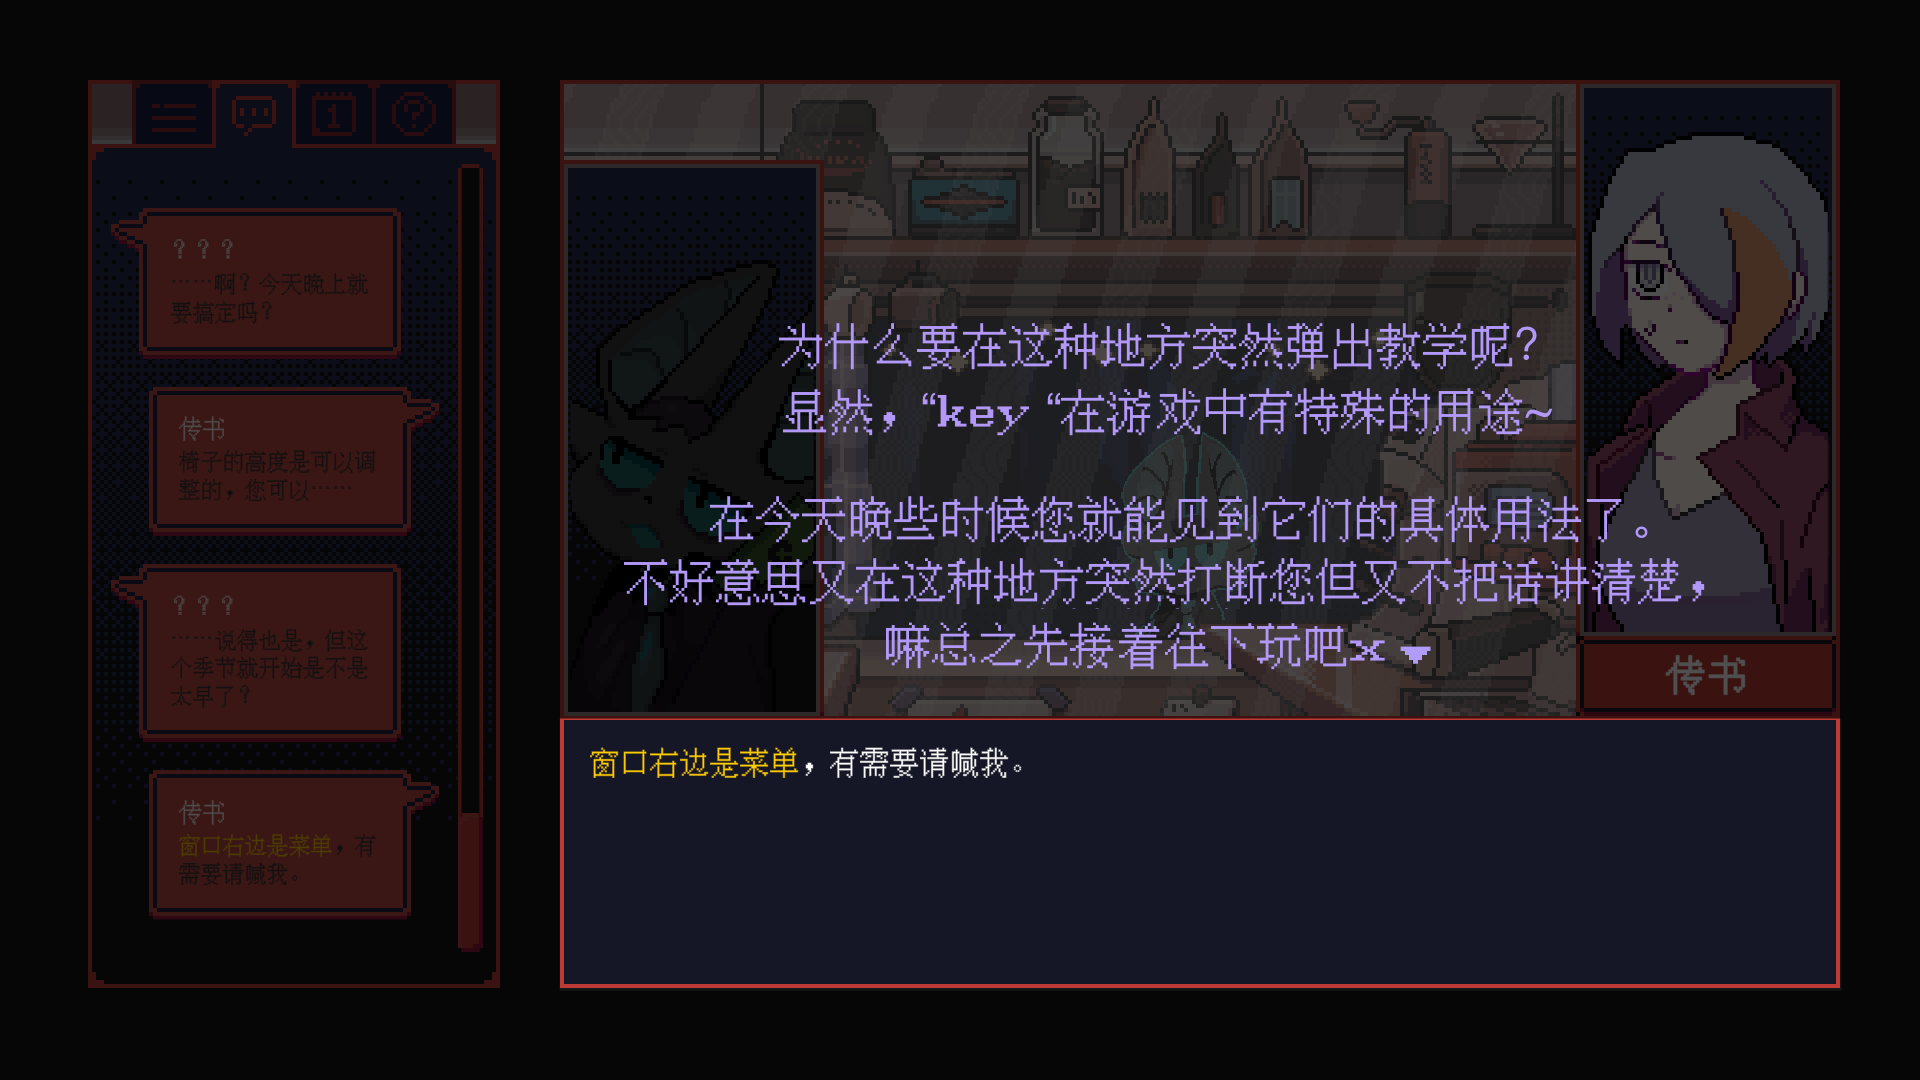 ？？？
……啊？今天晚上就
要搞定吗？
传书
椅子的高度是可以调
整的，您可以……
？？？
……说得也是，但这
个季节就开始是不是
太早了？
传书
窗口右边是菜单，有
需要请喊我。
为什么要在这种地方突然弹出教学呢？
显然，“key “在游戏中有特殊的用途~
在今天晚些时候您就能见到它们的具体用法了。
不好意思又在这种地方突然打断您但又不把话讲清楚，
嘛总之先接着往下玩吧x
传书
窗口右边是菜单，有需要请喊我。